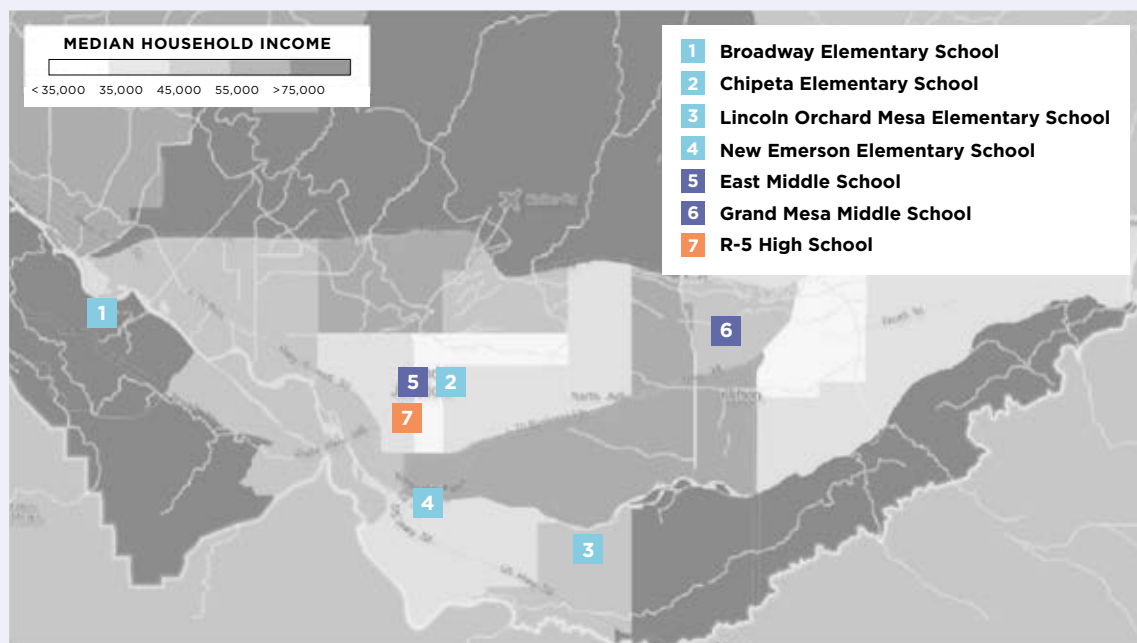 MEDIAN HOUSEHOLD INCOME
< 35,000 35,000 45,000 55,000 >75,000
1 Broadway Elementary School
2 Chipeta Elementary School
3 Lincoln Orchard Mesa Elementary School
4 New Emerson Elementary School
5 East Middle School
6 Grand Mesa Middle School
7 R-5 High School
1
6
5 2
7
4
3